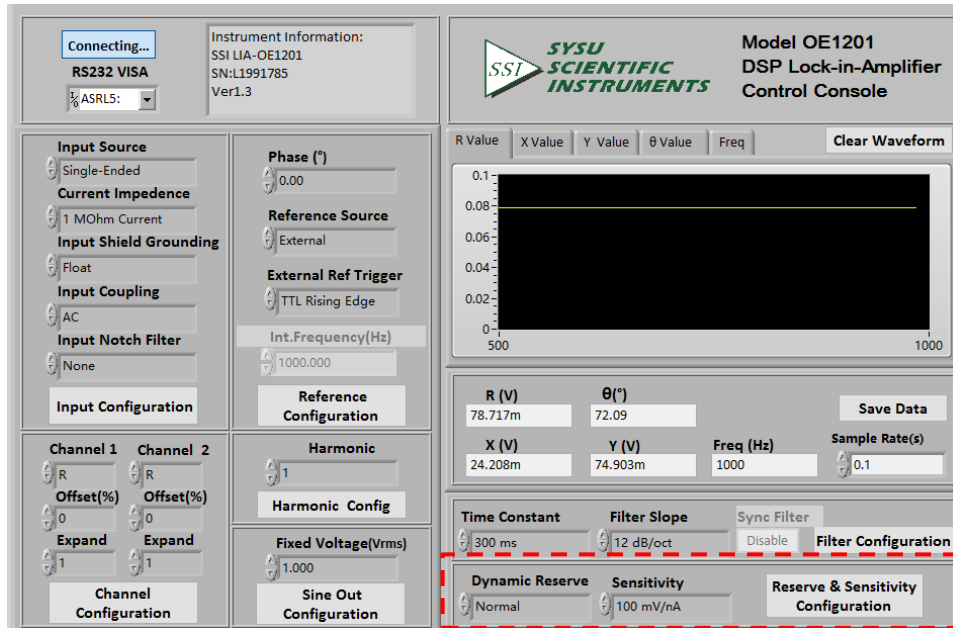 Connecting...
RS232 VISA
I/0 ASRL5:
Instrument Information:
SSI LIA-OE1201
SN:L1991785
Ver1.3
SSI
SYSU
SCIENTIFIC
INSTRUMENTS
Model OE1201
DSP Lock-in-Amplifier
Control Console
Input Source
Single-Ended
Current Impedence
1 MOhm Current
Input Shield Grounding
Float
Input Coupling
AC
Input Notch Filter
None
Input Configuration
Phase (°)
0.00
Reference Source
External
External Ref Trigger
TTL Rising Edge
Int.Frequency(Hz)
1000.000
Reference
Configuration
R Value X Value Y Value θ Value Freq
Clear Waveform
0.1
0.08
0.06
0.04
0.02
0
500 1000
R (V) θ(°)
78.717m 72.09
Save Data
X (V) Y (V) Freq (Hz) Sample Rate(s)
24.208m 74.903m 1000 0.1
Channel 1 Channel 2
R R
Offset(%) Offset(%)
0 0
Expand Expand
1 1
Channel
Configuration
Harmonic
1
Harmonic Config
Fixed Voltage(Vrms)
1.000
Sine Out
Configuration
Time Constant Filter Slope Sync Filter
300 ms 12 dB/oct Disable Filter Configuration
Dynamic Reserve Sensitivity
Normal 100 mV/nA
Reserve & Sensitivity
Configuration